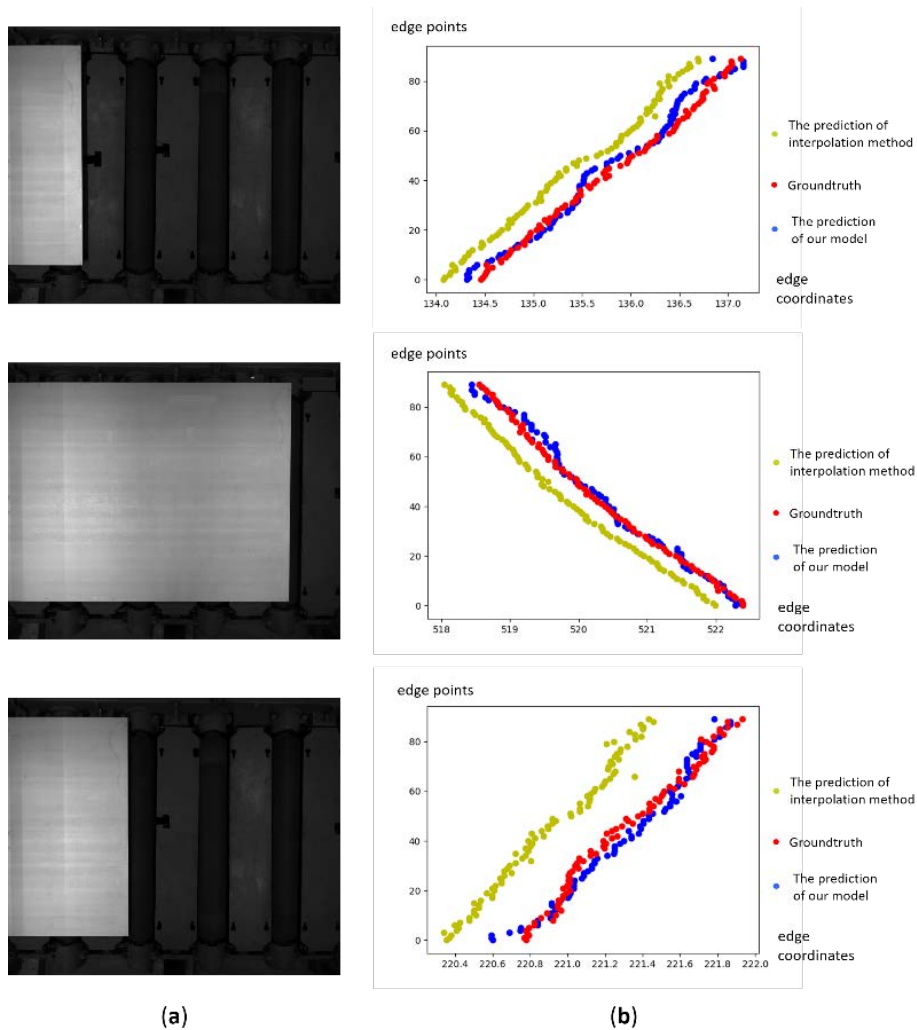 edge points
80
60
40
20
0
134.0 134.5 135.0 135.5 136.0 136.5 137.0
The prediction of
interpolation method
Groundtruth
The prediction
of our model
edge
coordinates
edge points
80
60
40
20
0
518 519 520 521 522
The prediction of
interpolation method
Groundtruth
The prediction
of our model
edge
coordinates
edge points
80
60
40
20
0
220.4 220.6 220.8 221.0 221.2 221.4 221.6 221.8 222.0
The prediction of
interpolation method
Groundtruth
The prediction
of our model
edge
coordinates
(a) (b)